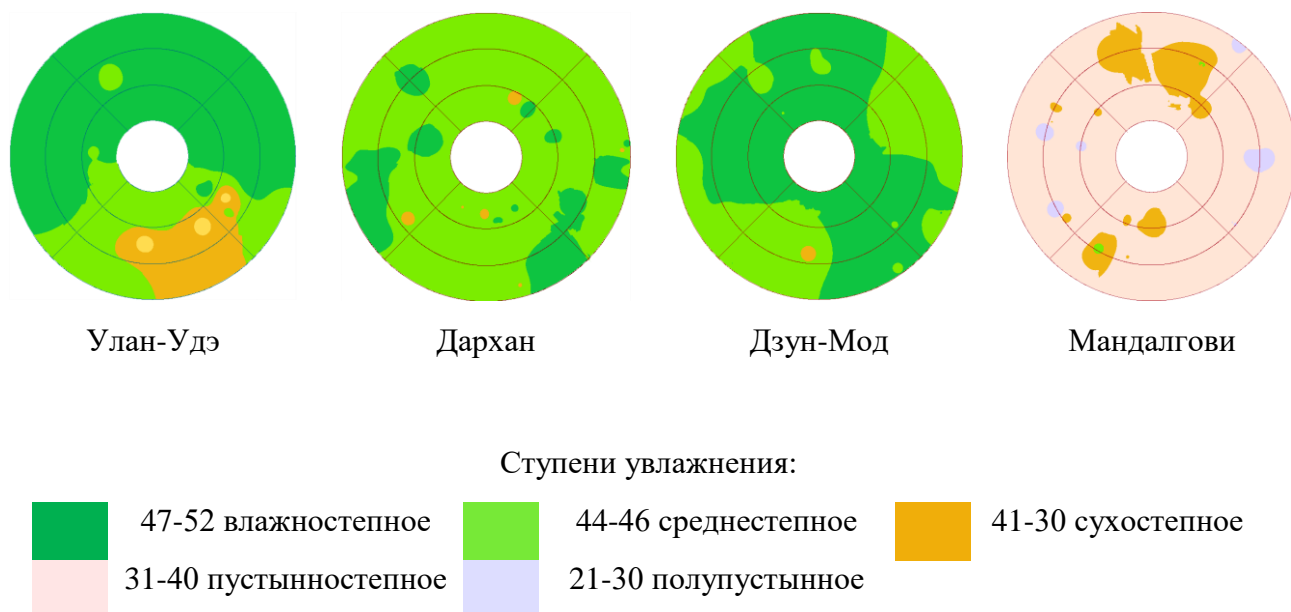 Улан-Удэ Дархан Дзун-Мод Мандалгови
Ступени увлажнения:
47-52 влажностепное 44-46 среднестепное 41-30 сухостепное
31-40 пустынностепное 21-30 полупустынное